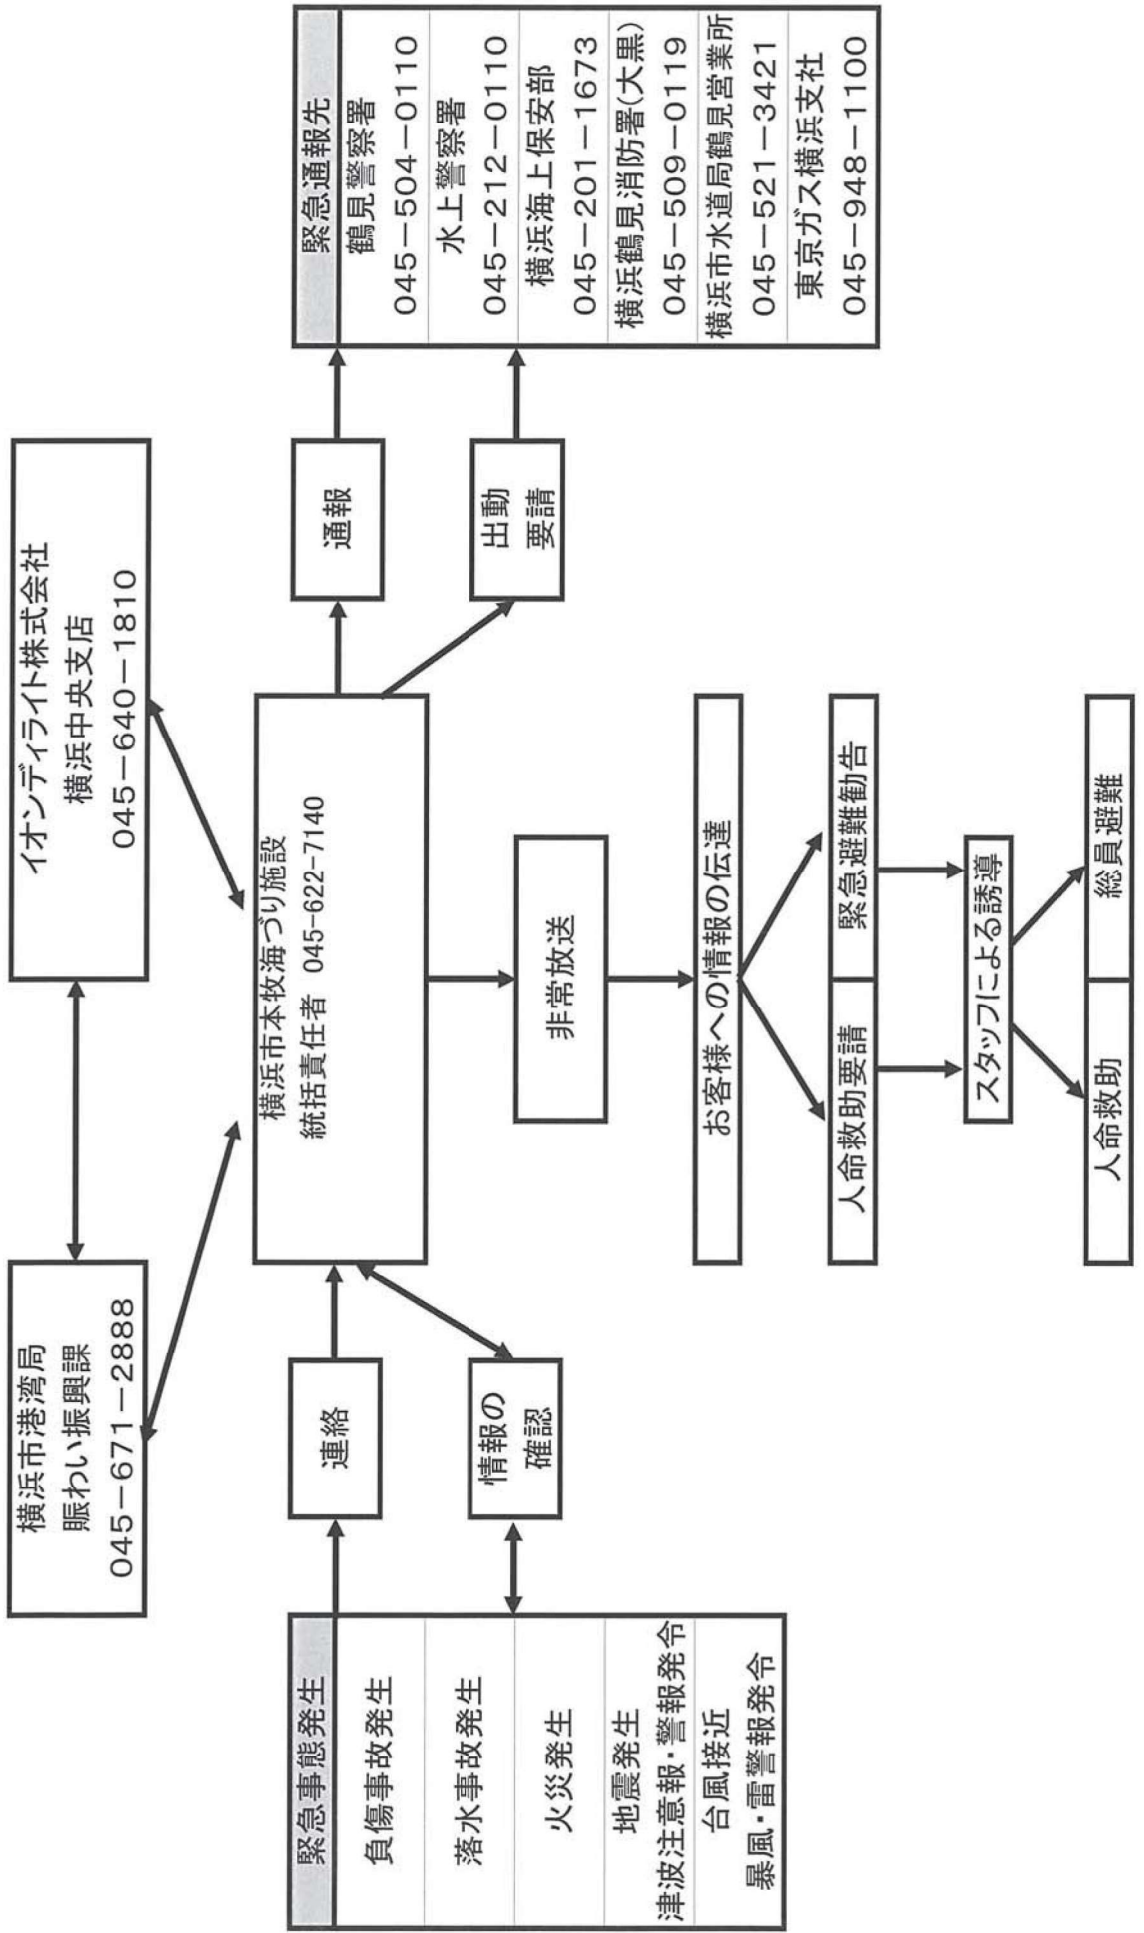 横浜市港湾局
賑わい振興課
045－671－2888
イオンディライト株式会社
横浜中央支店
045－640－1810
緊急事態発生
負傷事故発生
落水事故発生
火災発生
地震発生
津波注意報・警報発令
台風接近
暴風・雷警報発令
連絡
情報の
確認
横浜市本牧海づり施設
統括責任者 045-622-7140
通報
出動
要請
緊急通報先
鶴見警察署
045－504－0110
水上警察署
045－212－0110
横浜海上保安部
045－201－1673
横浜鶴見消防署(大黒)
045－509－0119
横浜市水道局鶴見営業所
045－521－3421
東京ガス横浜支社
045－948－1100
非常放送
お客様への情報の伝達
人命救助要請
緊急避難勧告
スタッフによる誘導
人命救助
総員避難